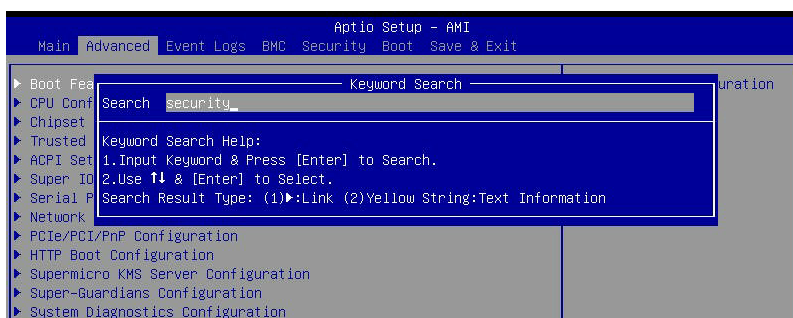 Aptio Setup – AMI
Main Advanced Event Logs BMC Security Boot Save & Exit
Boot Fea
uration
CPU Conf
Chipset
Trusted
ACPI Set
Super IO
Serial P
Network
Keyword Search
Search security_
Keyword Search Help:
1.Input Keyword & Press [Enter] to Search.
2.Use ↑↓ & [Enter] to Select.
Search Result Type: (1)▶:Link (2)Yellow String:Text Information
PCIe/PCI/PnP Configuration
HTTP Boot Configuration
Supermicro KMS Server Configuration
Super-Guardians Configuration
System Diagnostics Configuration